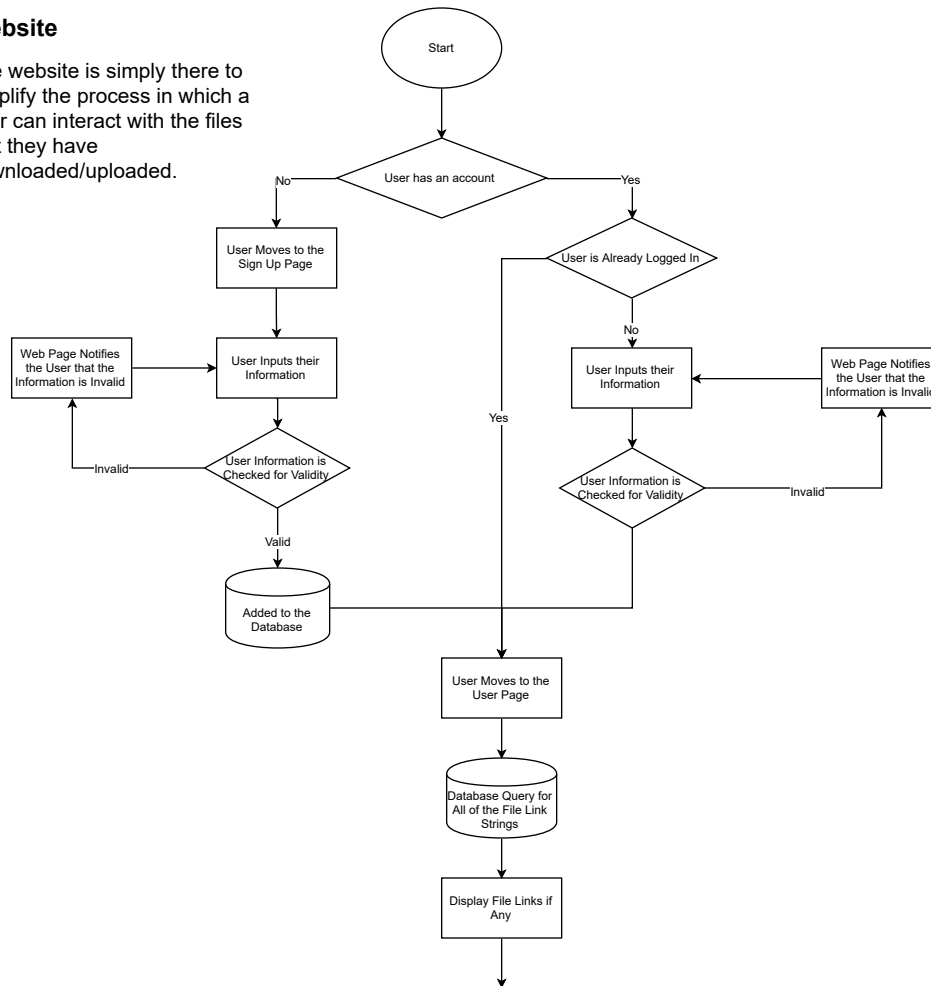 ebsite
e website is simply there to
plify the process in which a
er can interact with the files
t they have
wnloaded/uploaded.
Start
User has an account
No
Yes
User Moves to the
Sign Up Page
User is Already Logged In
No
Web Page Notifies
the User that the
Information is Invalid
User Inputs their
Information
User Inputs their
Information
Web Page Notifies
the User that the
Information is Invalid
Yes
User Information is
Checked for Validity
Invalid
User Information is
Checked for Validity
Invalid
Valid
Added to the
Database
User Moves to the
User Page
Database Query for
All of the File Link
Strings
Display File Links if
Any